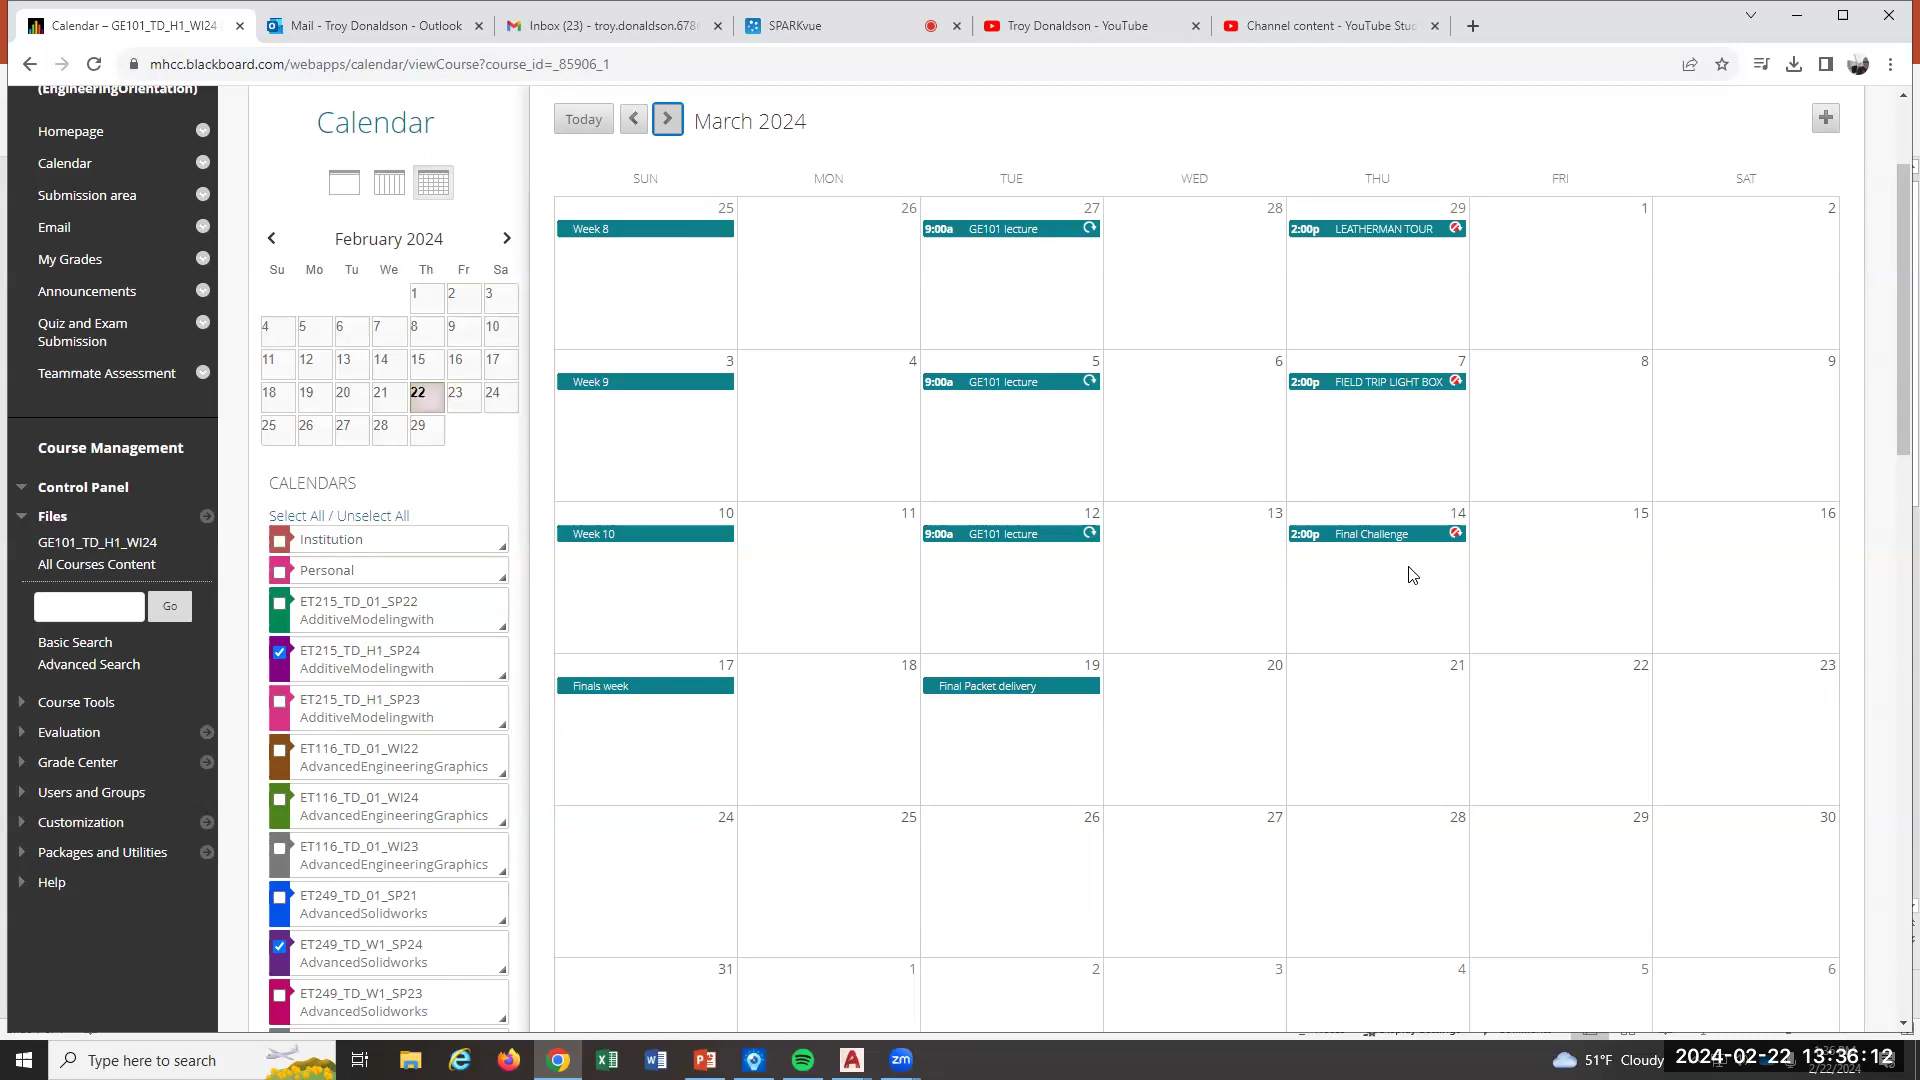 Calendar – GE101_TD_H1_WI24
Mail - Troy Donaldson - Outlook
Inbox (23) - troy.donaldson.678
SPARKvue
Troy Donaldson - YouTube
Channel content - YouTube Stud
mhcc.blackboard.com/webapps/calendar/viewCourse?course_id=_85906_1
(EngineeringOrientation)
Homepage
Calendar
Submission area
Email
My Grades
Announcements
Quiz and Exam
Submission
Teammate Assessment
Course Management
Control Panel
Files
GE101_TD_H1_WI24
All Courses Content
Go
Basic Search
Advanced Search
Course Tools
Evaluation
Grade Center
Users and Groups
Customization
Packages and Utilities
Help
Calendar
February 2024
Su Mo Tu We Th Fr Sa
1 2 3
4 5 6 7 8 9 10
11 12 13 14 15 16 17
18 19 20 21 22 23 24
25 26 27 28 29
CALENDARS
Select All / Unselect All
Institution
Personal
ET215_TD_01_SP22
AdditiveModelingwith
ET215_TD_H1_SP24
AdditiveModelingwith
ET215_TD_H1_SP23
AdditiveModelingwith
ET116_TD_01_WI22
AdvancedEngineeringGraphics
ET116_TD_01_WI24
AdvancedEngineeringGraphics
ET116_TD_01_WI23
AdvancedEngineeringGraphics
ET249_TD_01_SP21
AdvancedSolidworks
ET249_TD_W1_SP24
AdvancedSolidworks
ET249_TD_W1_SP23
AdvancedSolidworks
Today
March 2024
SUN MON TUE WED THU FRI SAT
25 26 27 28 29 1 2
Week 8
9:00a GE101 lecture
2:00p LEATHERMAN TOUR
3 4 5 6 7 8 9
Week 9
9:00a GE101 lecture
2:00p FIELD TRIP LIGHT BOX
10 11 12 13 14 15 16
Week 10
9:00a GE101 lecture
2:00p Final Challenge
17 18 19 20 21 22 23
Finals week
Final Packet delivery
24 25 26 27 28 29 30
31 1 2 3 4 5 6
Type here to search
51°F Cloudy
2024-02-22 13:36:12
2/22/2024